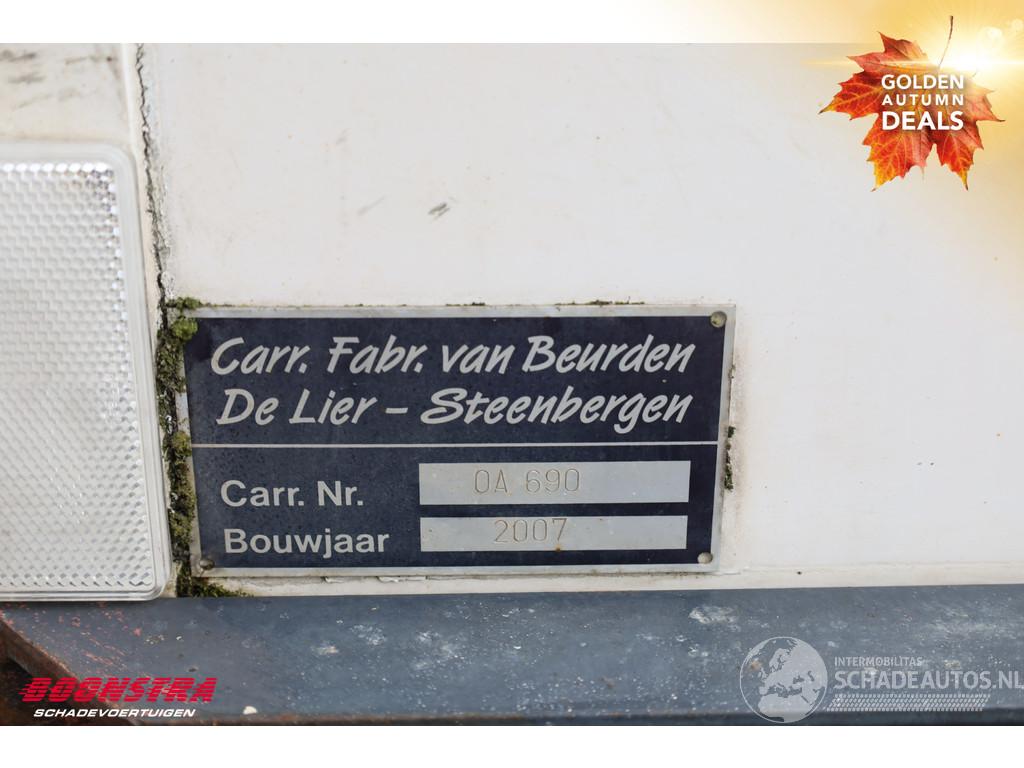 GOLDEN
AUTUMN
DEALS
Carr. Fabr. van Beurden
De Lier – Steenbergen
Carr. Nr. OA 690
Bouwjaar 2007
BOONSTRA
SCHADEVOERTUIGEN
INTERMOBILITAS
SCHADEAUTOS.NL